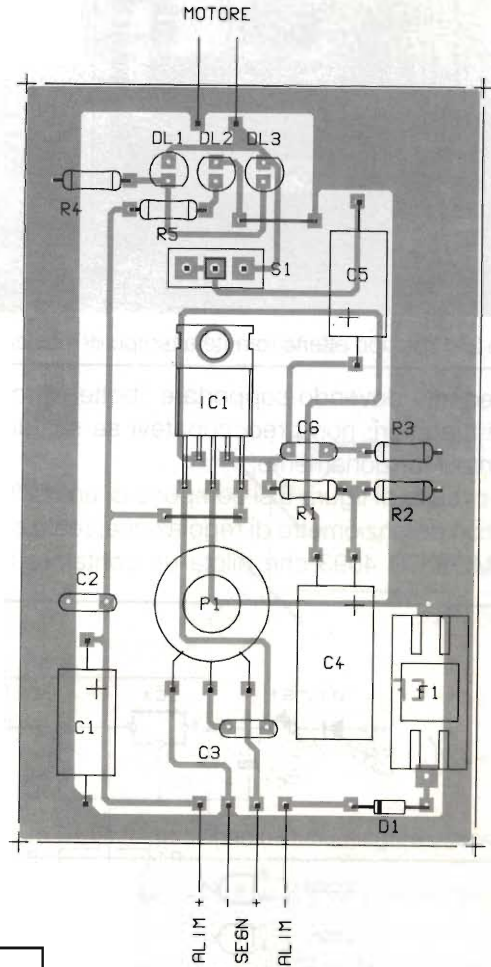 MOTORE
DL1 DL2 DL3
R4
R5
S1
C5
IC1
C6
R3
R1
R2
C2
P1
C4
F1
C1
C3
D1
ALIM +
-
SEGN +
ALIM -